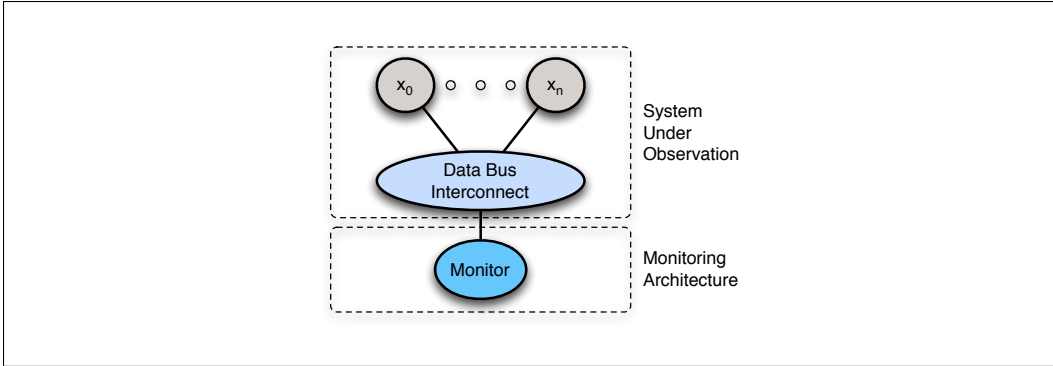 x₀
xₙ
System
Under
Observation
Data Bus
Interconnect
Monitor
Monitoring
Architecture